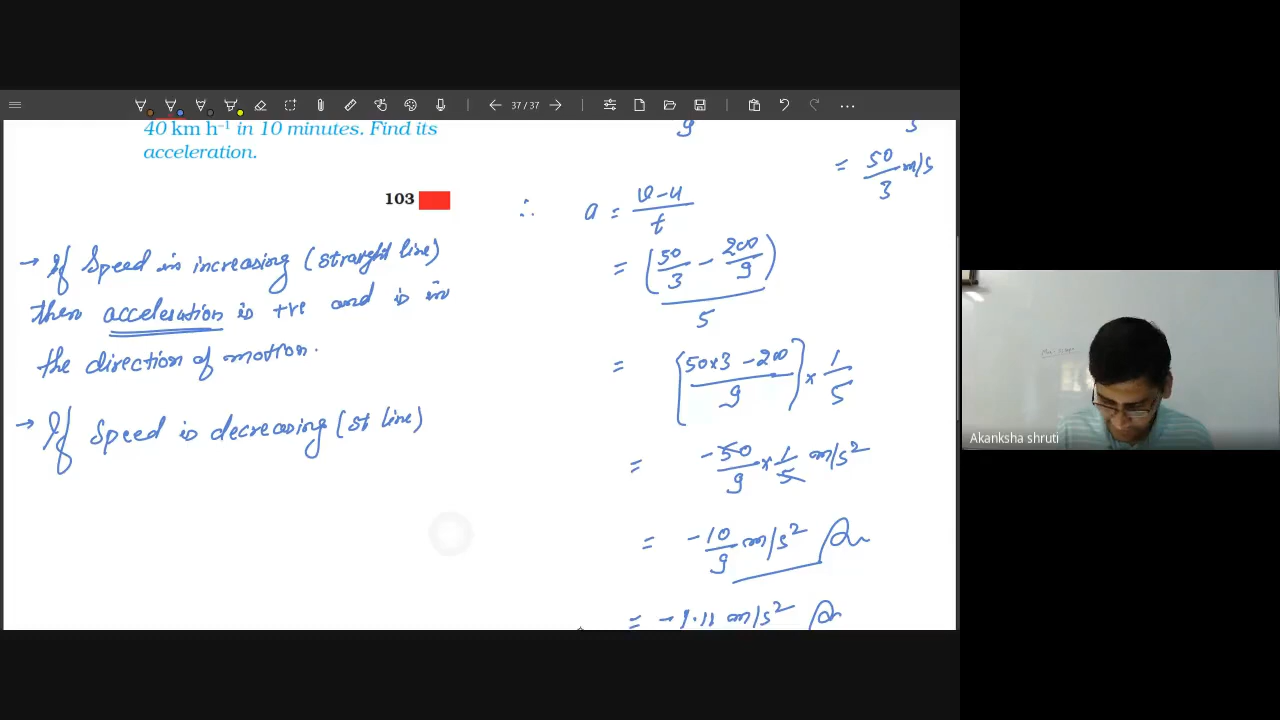 37/37
40 km h⁻¹ in 10 minutes. Find its
acceleration.
103
→ If Speed is increasing (straight line)
then acceleration is +ve and is in
the direction of motion.
→ If Speed is decreasing (st line)
9
3
= 50/3 m/s
∴ a = v-u/t
= (50/3 - 200/9)/5
= [50×3 - 200/9] × 1/5
= -50/9 × 1/5 m/s²
= -10/9 m/s² Ans
= -1.11 m/s² Ans
Akanksha shruti